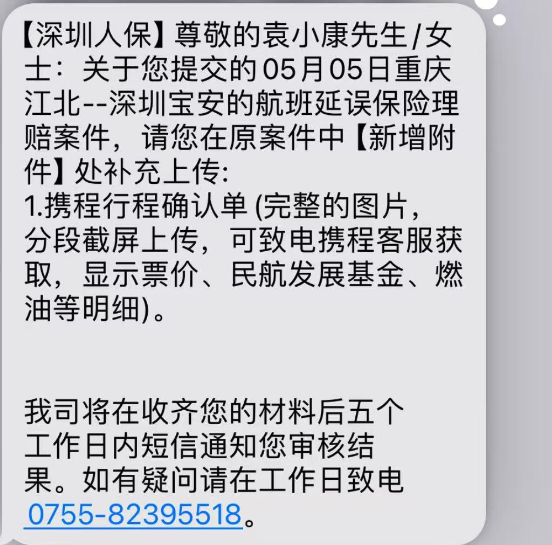 【深圳人保】尊敬的袁小康先生/女
士：关于您提交的05月05日重庆
江北--深圳宝安的航班延误保险理
赔案件，请您在原案件中【新增附
件】处补充上传:
1.携程行程确认单(完整的图片，
分段截屏上传，可致电携程客服获
取，显示票价、民航发展基金、燃
油等明细)。
我司将在收齐您的材料后五个
工作日内短信通知您审核结
果。如有疑问请在工作日致电
0755-82395518。